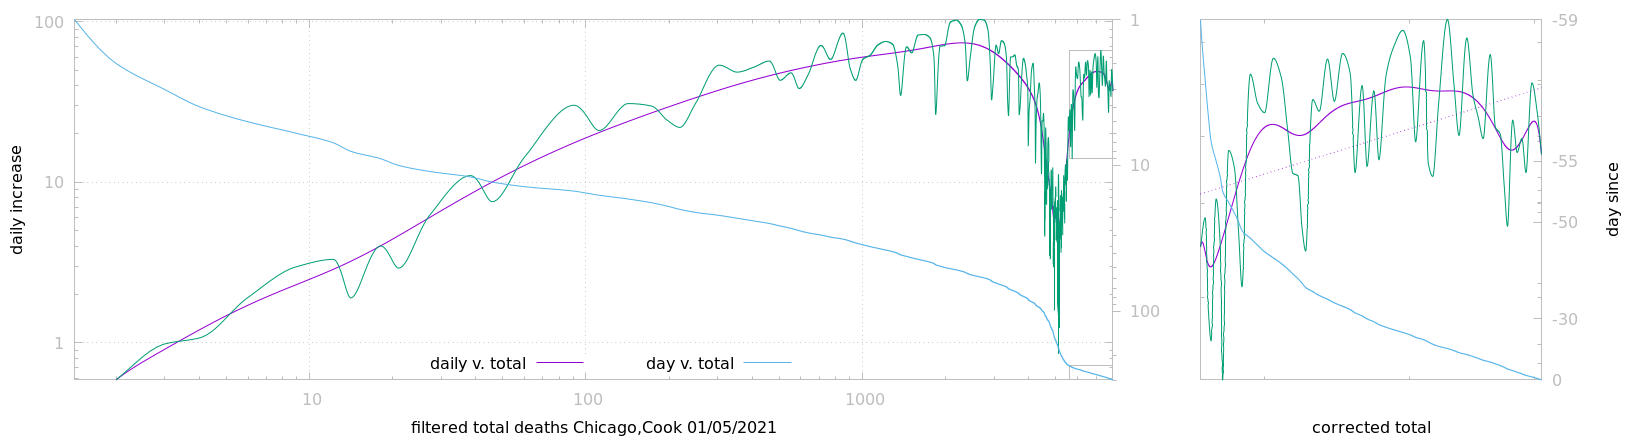 100
10
1
daily increase
10
100
1000
filtered total deaths Chicago,Cook 01/05/2021
daily v. total
day v. total
1
10
100
-59
-55
-50
-30
0
day since
corrected total